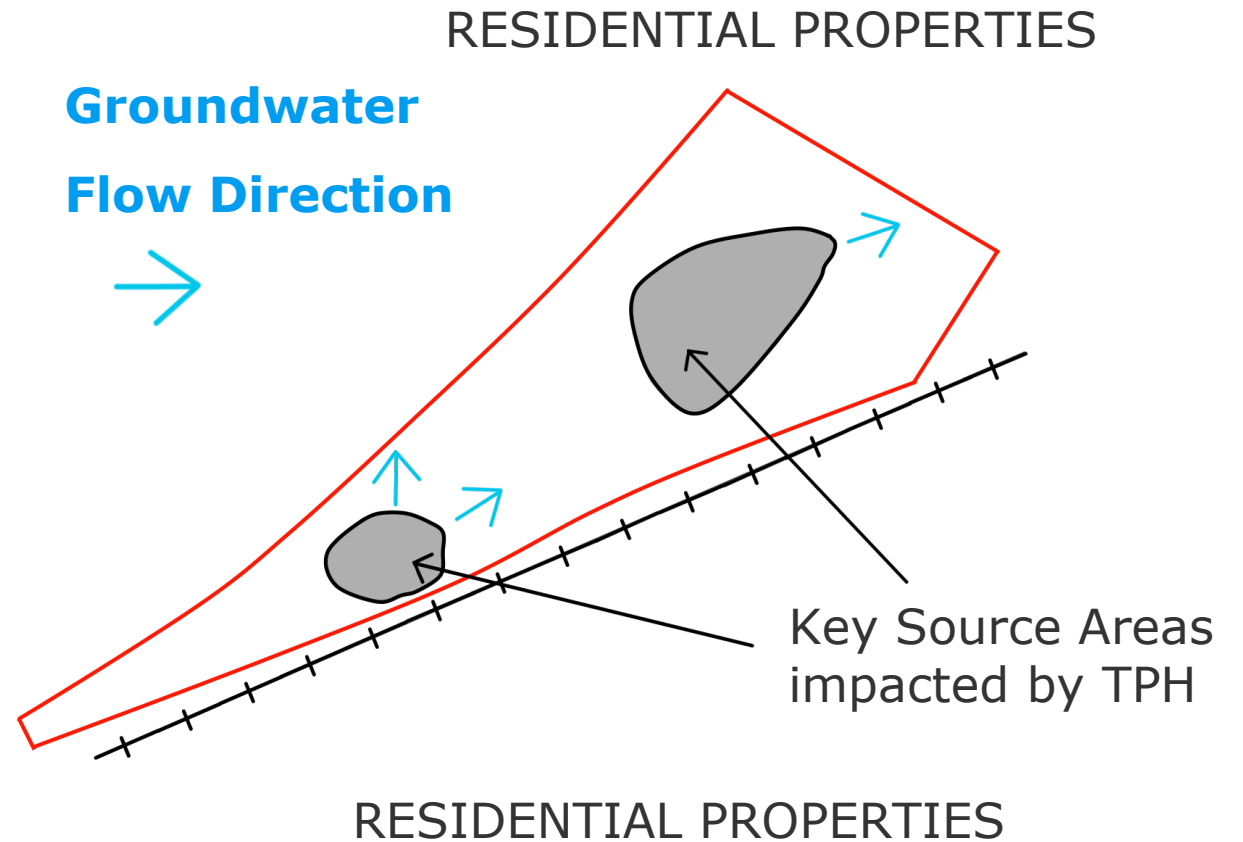 RESIDENTIAL PROPERTIES
Groundwater
Flow Direction
Key Source Areas
impacted by TPH
RESIDENTIAL PROPERTIES